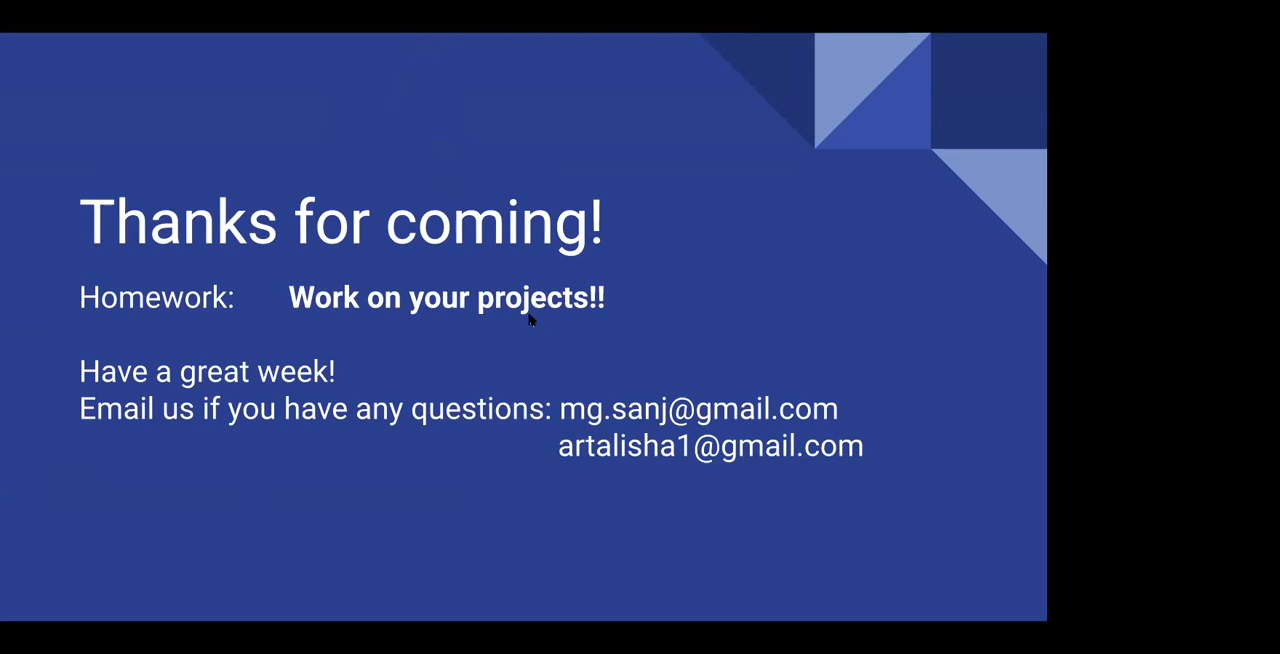 Thanks for coming!
Homework: Work on your projects!!
Have a great week!
Email us if you have any questions: mg.sanj@gmail.com
artalisha1@gmail.com